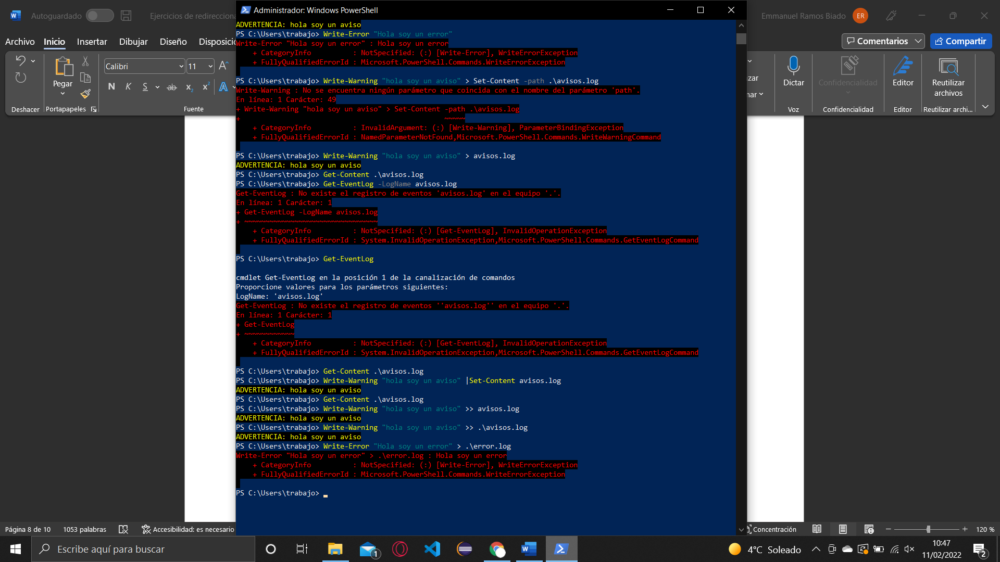 Autoguardado
Ejercicios de redirecciona
Administrador: Windows PowerShell
Emmanuel Ramos Biado
ER
Archivo Inicio Insertar Dibujar Diseño Disposici
Comentarios
Compartir
Calibri
11
Pegar
N K S ab x₂ x² A
Deshacer
Portapapeles
Fuente
zar
nar
Dictar
Confidencialidad
Editor
Reutilizar
archivos
Voz
Confidencialidad
Editor
Reutilizar archi...
ADVERTENCIA: hola soy un aviso
PS C:\Users\trabajo> Write-Error "Hola soy un error"
Write-Error "Hola soy un error" : Hola soy un error
    + CategoryInfo          : NotSpecified: (:) [Write-Error], WriteErrorException
    + FullyQualifiedErrorId : Microsoft.PowerShell.Commands.WriteErrorException
PS C:\Users\trabajo> Write-Warning "hola soy un aviso" > Set-Content -path .\avisos.log
Write-Warning : No se encuentra ningún parámetro que coincida con el nombre del parámetro 'path'.
En línea: 1 Carácter: 49
+ Write-Warning "hola soy un aviso" > Set-Content -path .\avisos.log
+                                                 ~~~~~
    + CategoryInfo          : InvalidArgument: (:) [Write-Warning], ParameterBindingException
    + FullyQualifiedErrorId : NamedParameterNotFound,Microsoft.PowerShell.Commands.WriteWarningCommand
PS C:\Users\trabajo> Write-Warning "hola soy un aviso" > avisos.log
ADVERTENCIA: hola soy un aviso
PS C:\Users\trabajo> Get-Content .\avisos.log
PS C:\Users\trabajo> Get-EventLog -LogName avisos.log
Get-EventLog : No existe el registro de eventos 'avisos.log' en el equipo '.'.
En línea: 1 Carácter: 1
+ Get-EventLog -LogName avisos.log
+ ~~~~~~~~~~~~~~~~~~~~~~~~~~~~~~~~
    + CategoryInfo          : NotSpecified: (:) [Get-EventLog], InvalidOperationException
    + FullyQualifiedErrorId : System.InvalidOperationException,Microsoft.PowerShell.Commands.GetEventLogCommand
PS C:\Users\trabajo> Get-EventLog
cmdlet Get-EventLog en la posición 1 de la canalización de comandos
Proporcione valores para los parámetros siguientes:
LogName: 'avisos.log'
Get-EventLog : No existe el registro de eventos ''avisos.log'' en el equipo '.'.
En línea: 1 Carácter: 1
+ Get-EventLog
+ ~~~~~~~~~~~~
    + CategoryInfo          : NotSpecified: (:) [Get-EventLog], InvalidOperationException
    + FullyQualifiedErrorId : System.InvalidOperationException,Microsoft.PowerShell.Commands.GetEventLogCommand
PS C:\Users\trabajo> Get-Content .\avisos.log
PS C:\Users\trabajo> Write-Warning "hola soy un aviso" |Set-Content avisos.log
ADVERTENCIA: hola soy un aviso
PS C:\Users\trabajo> Get-Content .\avisos.log
PS C:\Users\trabajo> Write-Warning "hola soy un aviso" >> avisos.log
ADVERTENCIA: hola soy un aviso
PS C:\Users\trabajo> Write-Warning "hola soy un aviso" >> .\avisos.log
ADVERTENCIA: hola soy un aviso
PS C:\Users\trabajo> Write-Error "Hola soy un error" > .\error.log
Write-Error "Hola soy un error" > .\error.log : Hola soy un error
    + CategoryInfo          : NotSpecified: (:) [Write-Error], WriteErrorException
    + FullyQualifiedErrorId : Microsoft.PowerShell.Commands.WriteErrorException
PS C:\Users\trabajo>
Página 8 de 10 1053 palabras Accesibilidad: es necesario
Concentración
120 %
Escribe aquí para buscar
1
4°C Soleado
10:47
11/02/2022
2